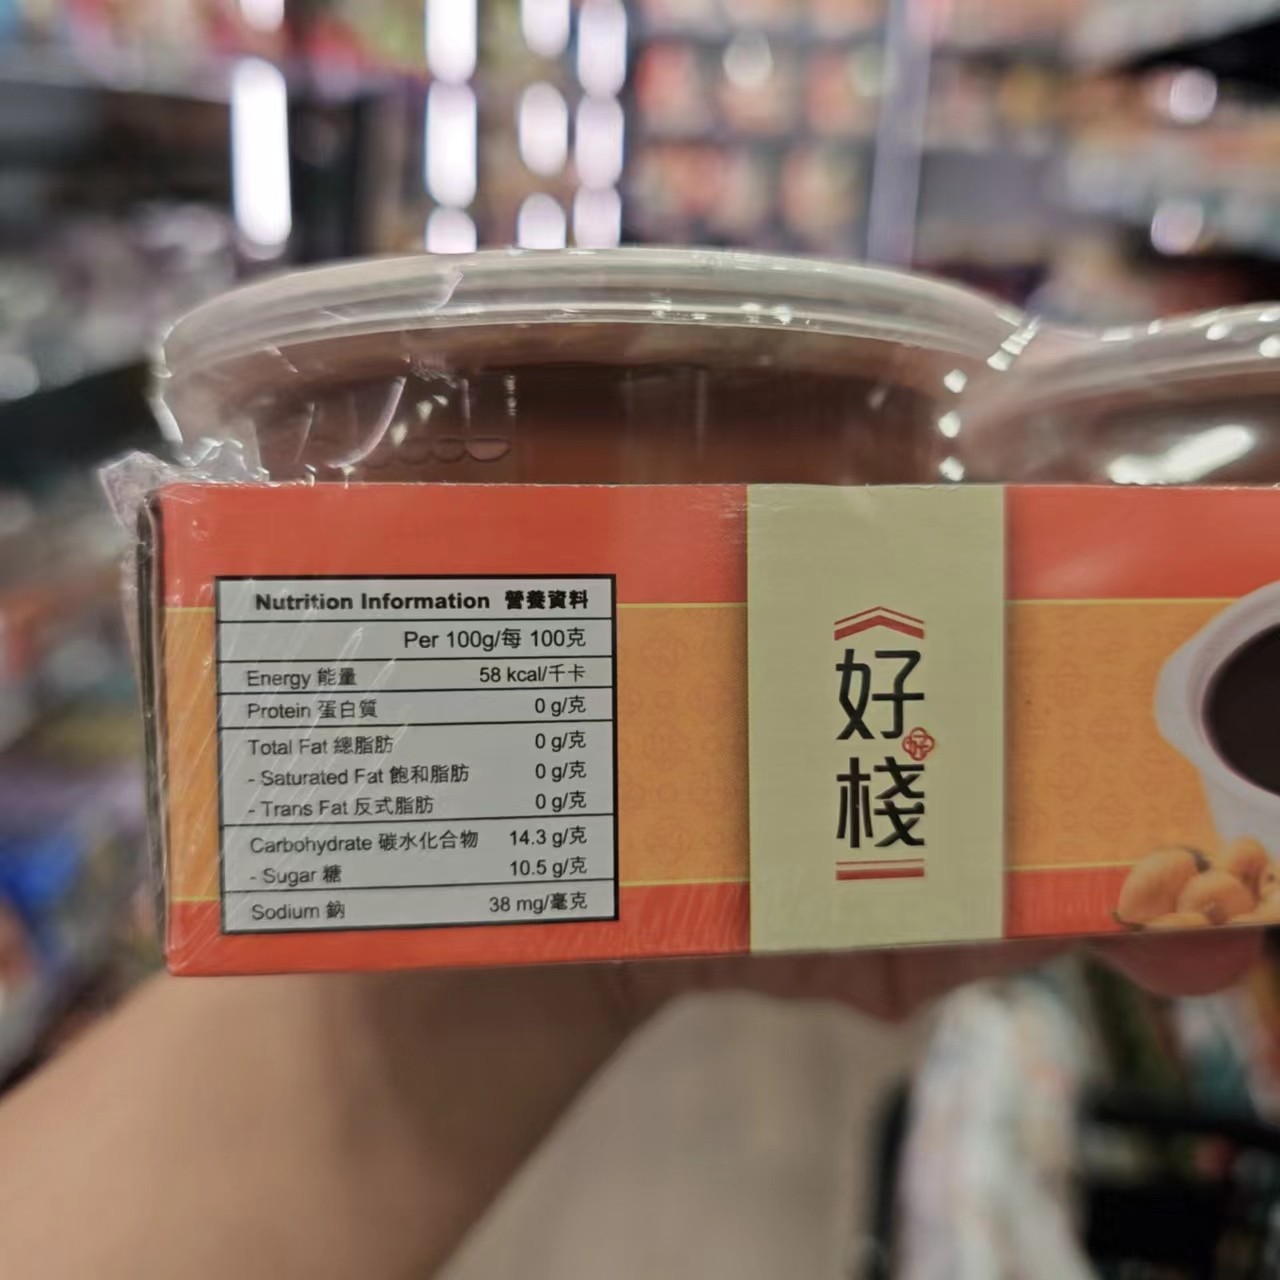 Nutrition Information 營養資料
Per 100g/每 100克
Energy 能量 58 kcal/千卡
Protein 蛋白質 0 g/克
Total Fat 總脂肪 0 g/克
- Saturated Fat 飽和脂肪 0 g/克
- Trans Fat 反式脂肪 0 g/克
Carbohydrate 碳水化合物 14.3 g/克
- Sugar 糖 10.5 g/克
Sodium 鈉 38 mg/毫克
好
好
棧